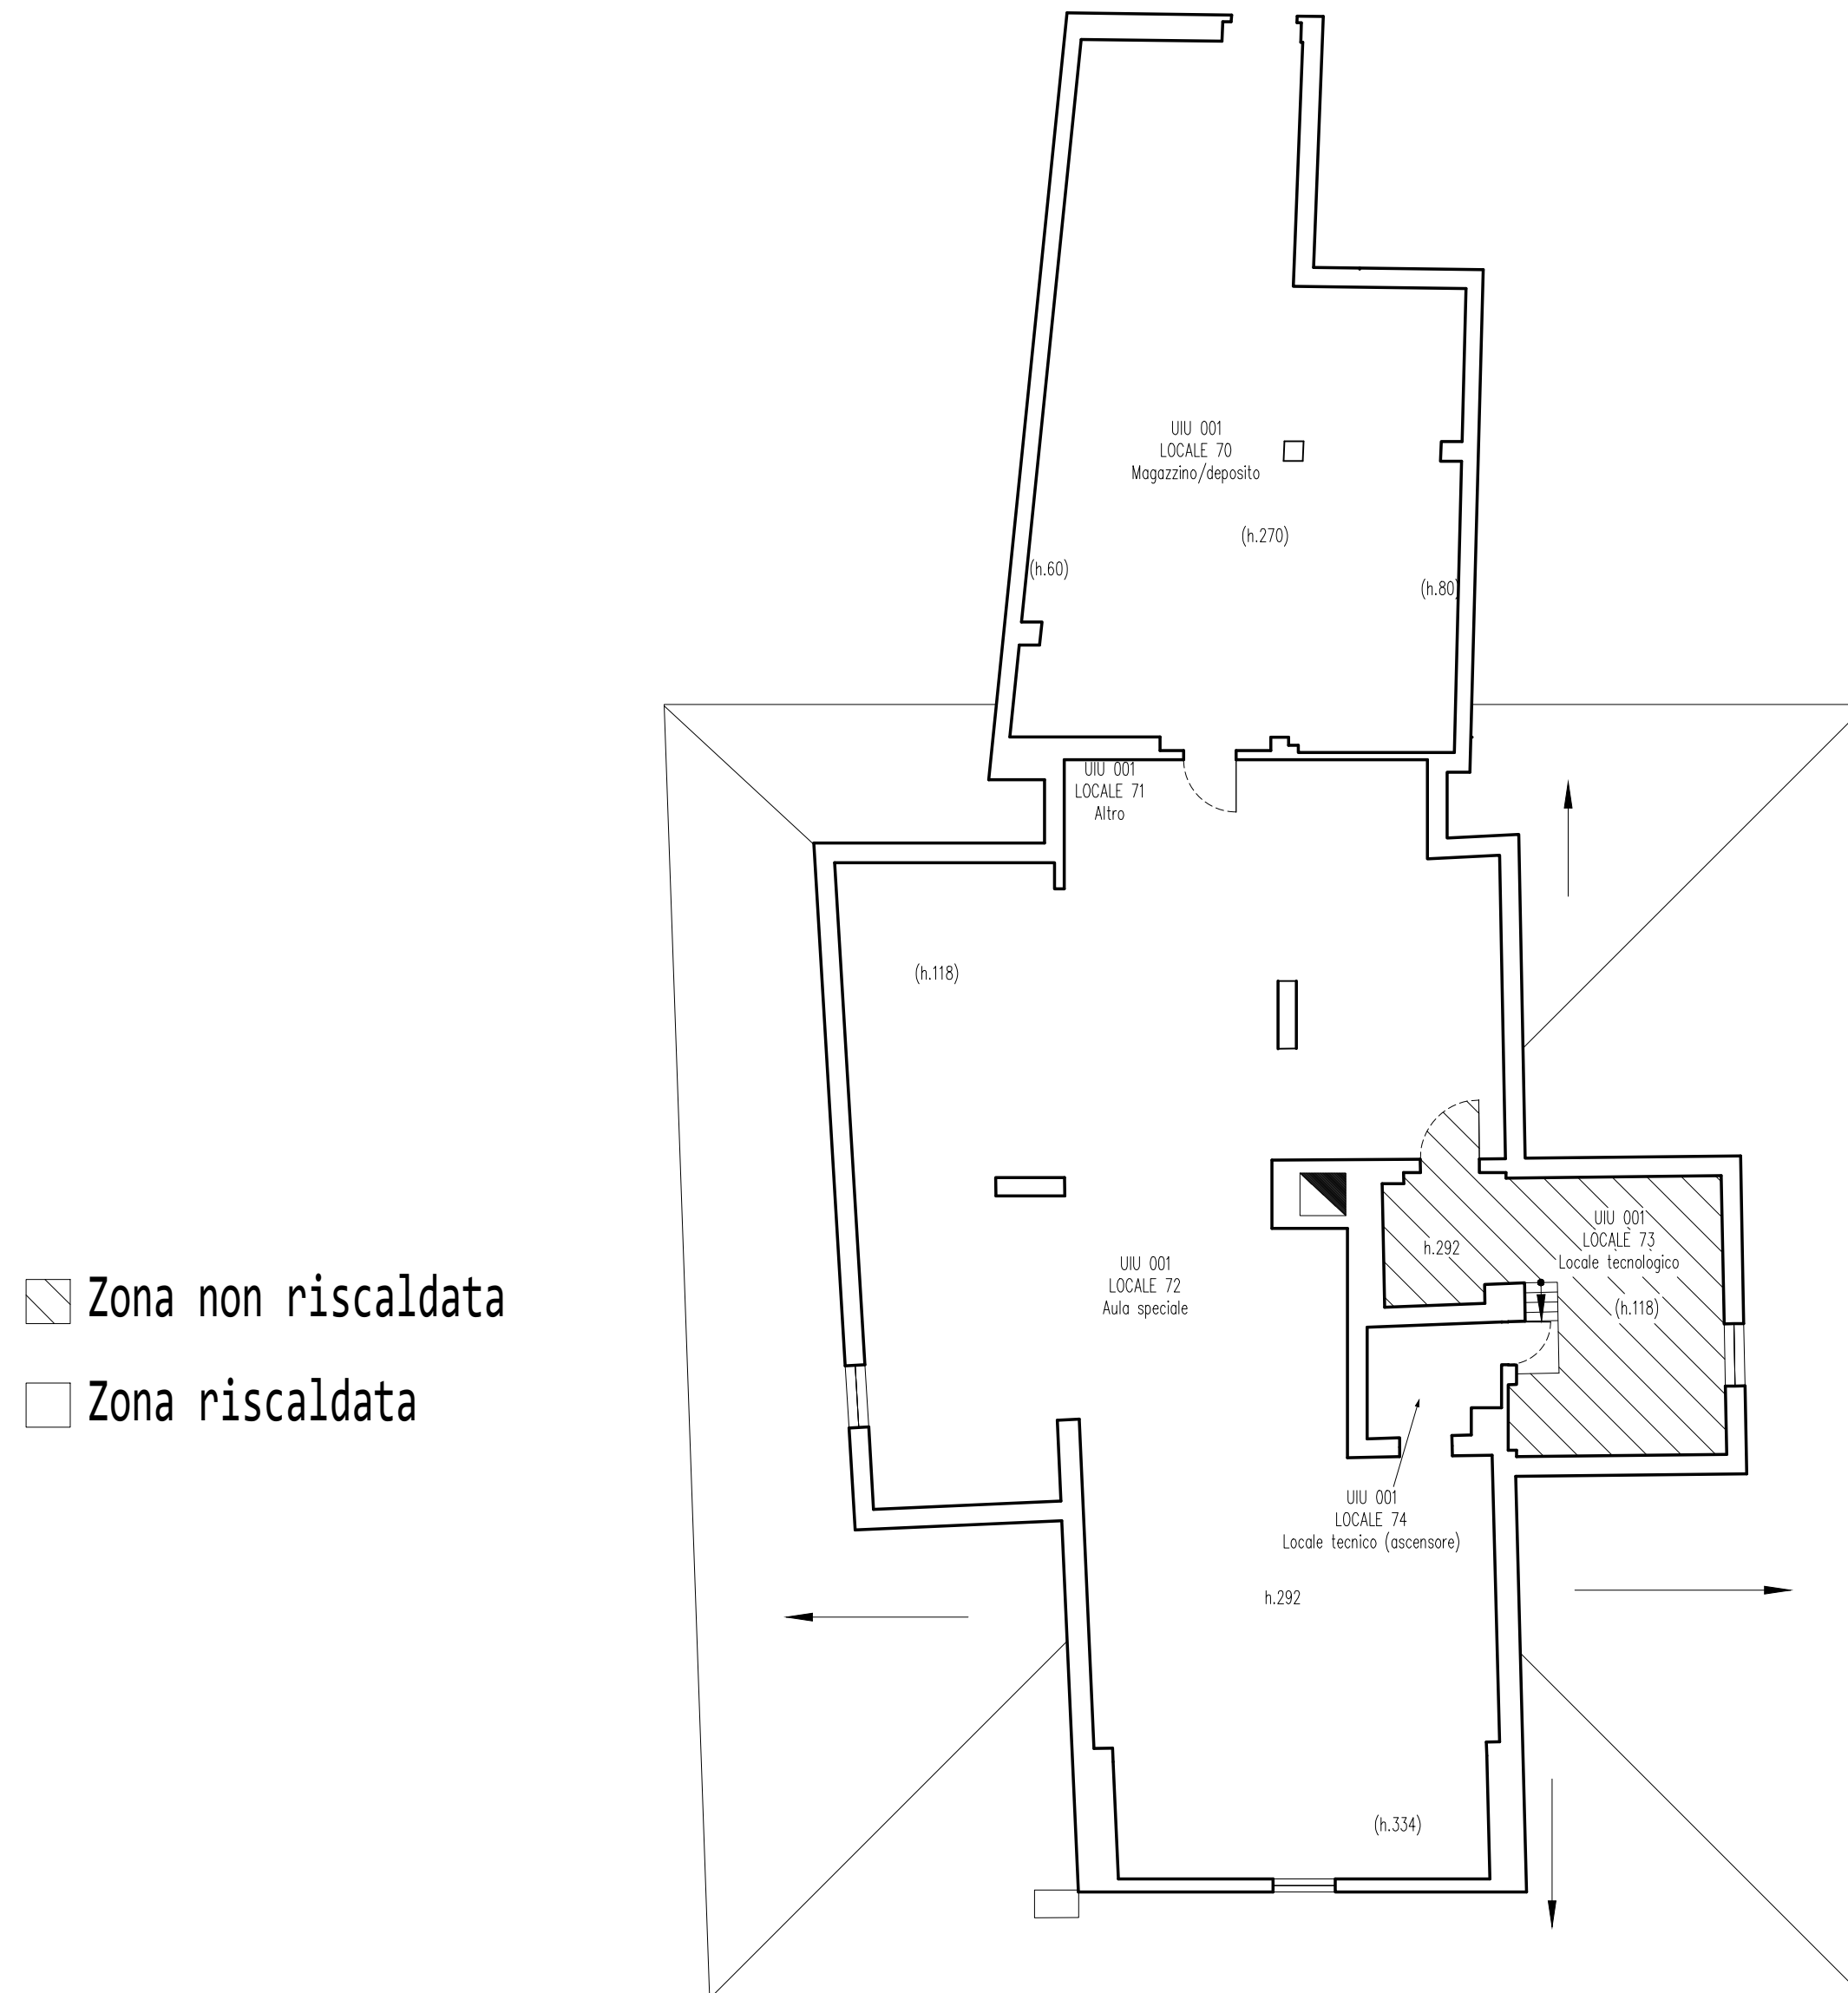 UIU 001
LOCALE 70
Magazzino/deposito
(h.270)
(h.60)
(h.80)
UIU 001
LOCALE 71
Altro
(h.118)
UIU 001
LOCALE 73
Locale tecnologico
h.292
(h.118)
UIU 001
LOCALE 72
Aula speciale
Zona non riscaldata
Zona riscaldata
UIU 001
LOCALE 74
Locale tecnico (ascensore)
h.292
(h.334)